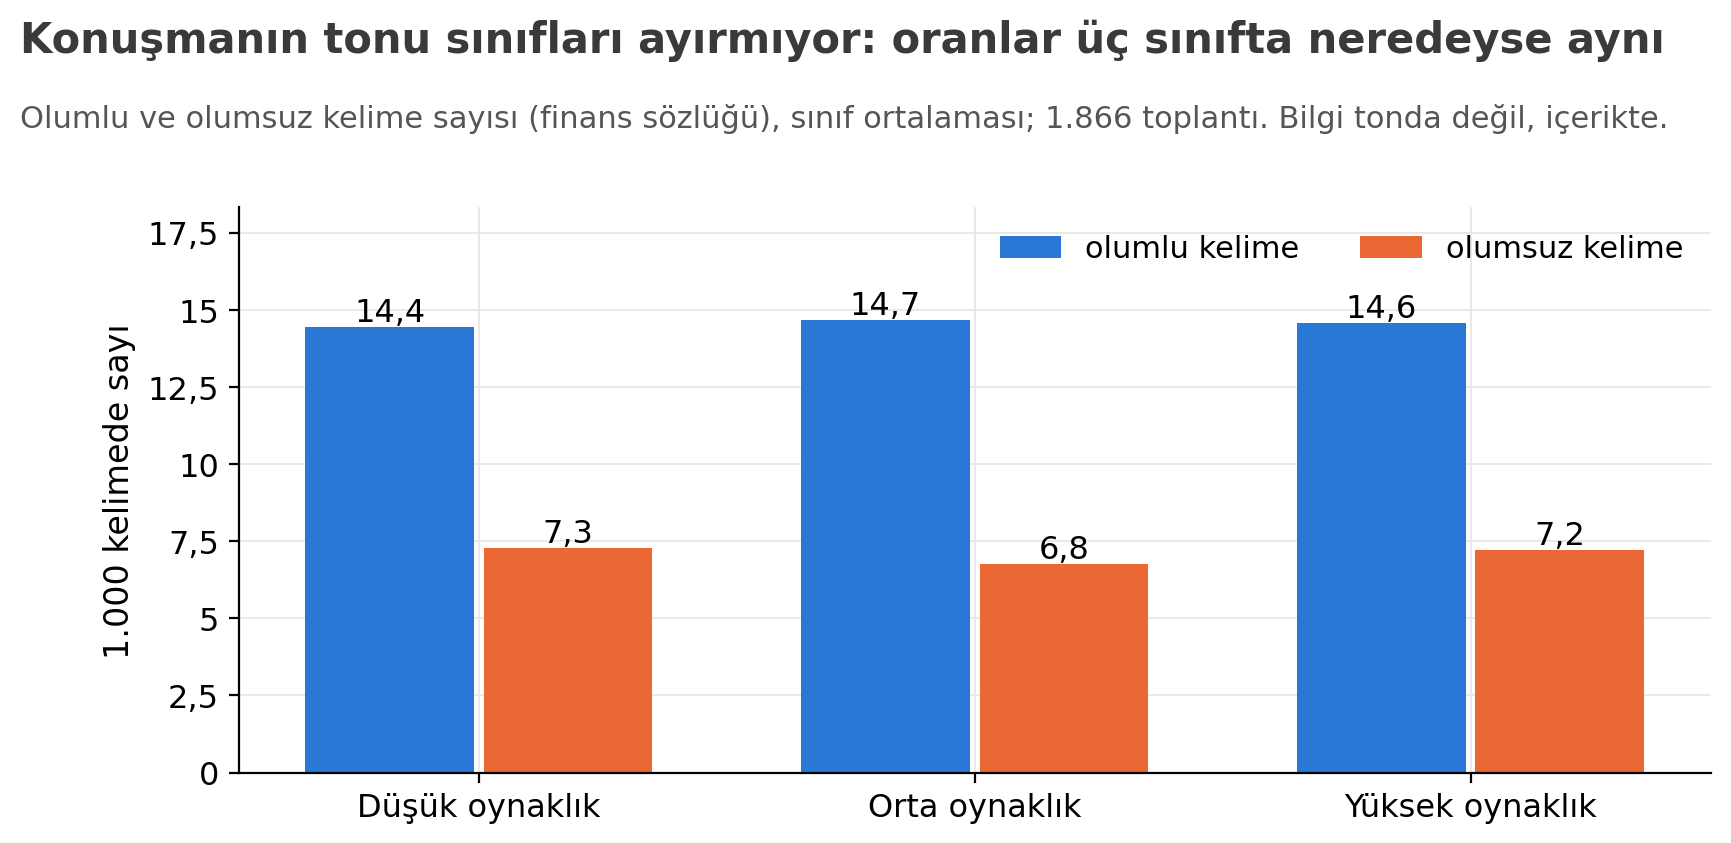 Konuşmanın tonu sınıfları ayırmıyor: oranlar üç sınıfta neredeyse aynı
Olumlu ve olumsuz kelime sayısı (finans sözlüğü), sınıf ortalaması; 1.866 toplantı. Bilgi tonda değil, içerikte.
olumlu kelime
olumsuz kelime
1.000 kelimede sayı
17,5
15
12,5
10
7,5
5
2,5
0
14,4
7,3
14,7
6,8
14,6
7,2
Düşük oynaklık
Orta oynaklık
Yüksek oynaklık